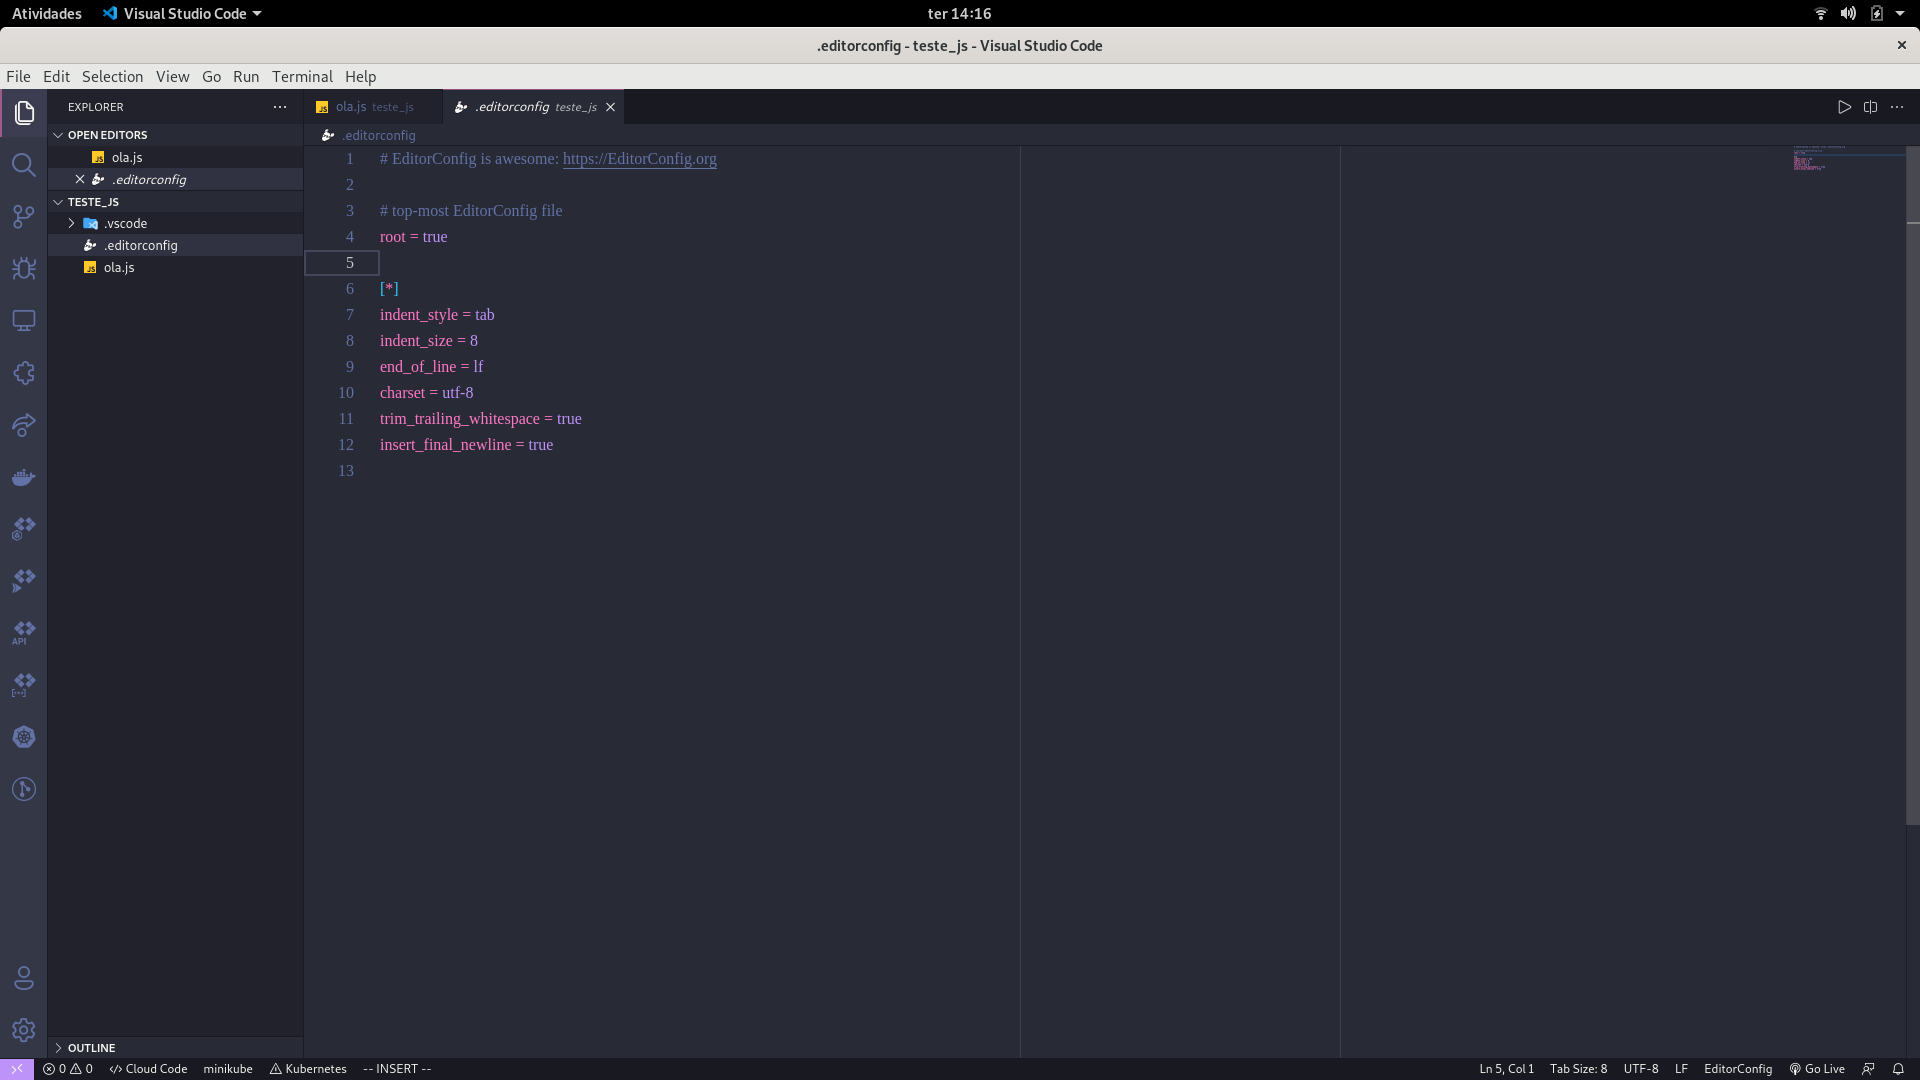 Atividades Visual Studio Code ter 14:16
.editorconfig - teste_js - Visual Studio Code
File Edit Selection View Go Run Terminal Help
EXPLORER
OPEN EDITORS
JS ola.js
.editorconfig
TESTE_JS
.vscode
.editorconfig
JS ola.js
OUTLINE
API
JS ola.js teste_js .editorconfig teste_js
.editorconfig
1 # EditorConfig is awesome: https://EditorConfig.org
2
3 # top-most EditorConfig file
4 root = true
5
6 [*]
7 indent_style = tab
8 indent_size = 8
9 end_of_line = lf
10 charset = utf-8
11 trim_trailing_whitespace = true
12 insert_final_newline = true
13
0 0 Cloud Code minikube Kubernetes -- INSERT -- Ln 5, Col 1 Tab Size: 8 UTF-8 LF EditorConfig Go Live